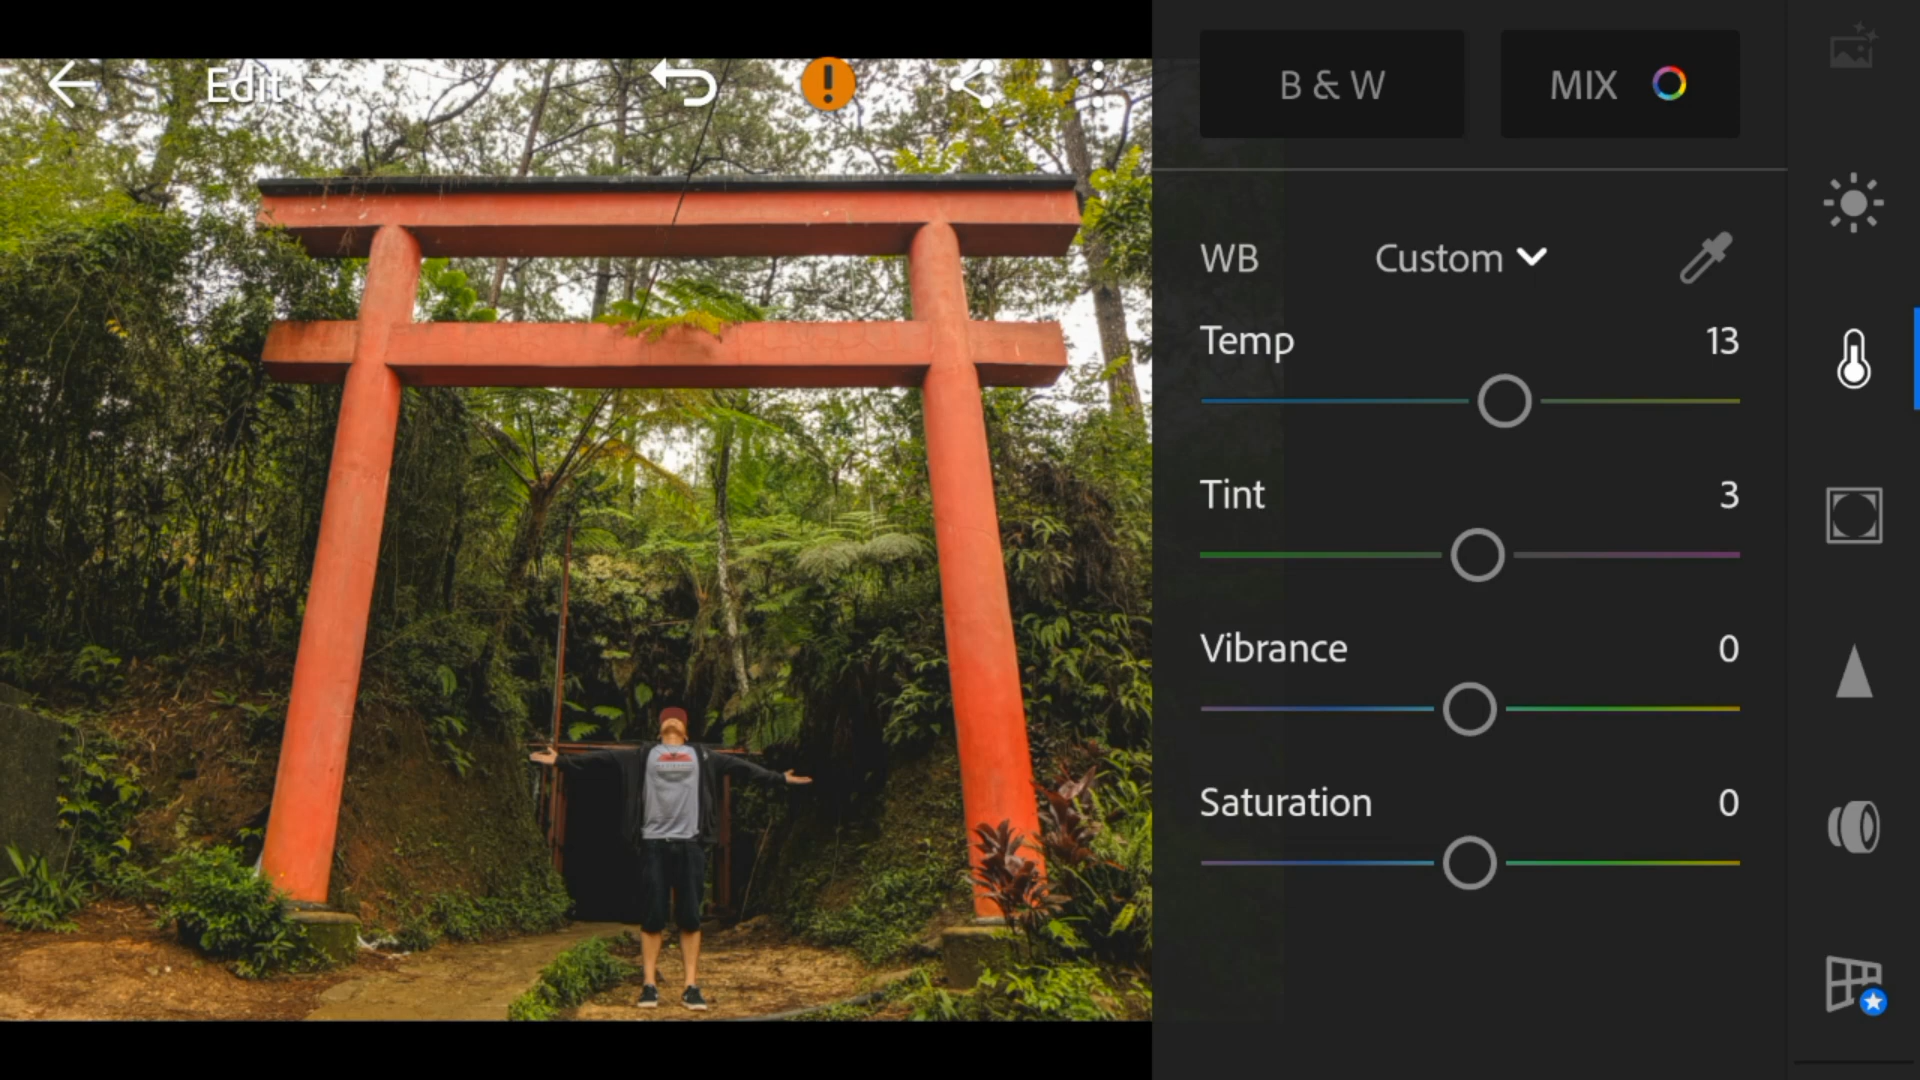 Edit
B & W
MIX
WB
Custom
Temp
13
Tint
3
Vibrance
0
Saturation
0